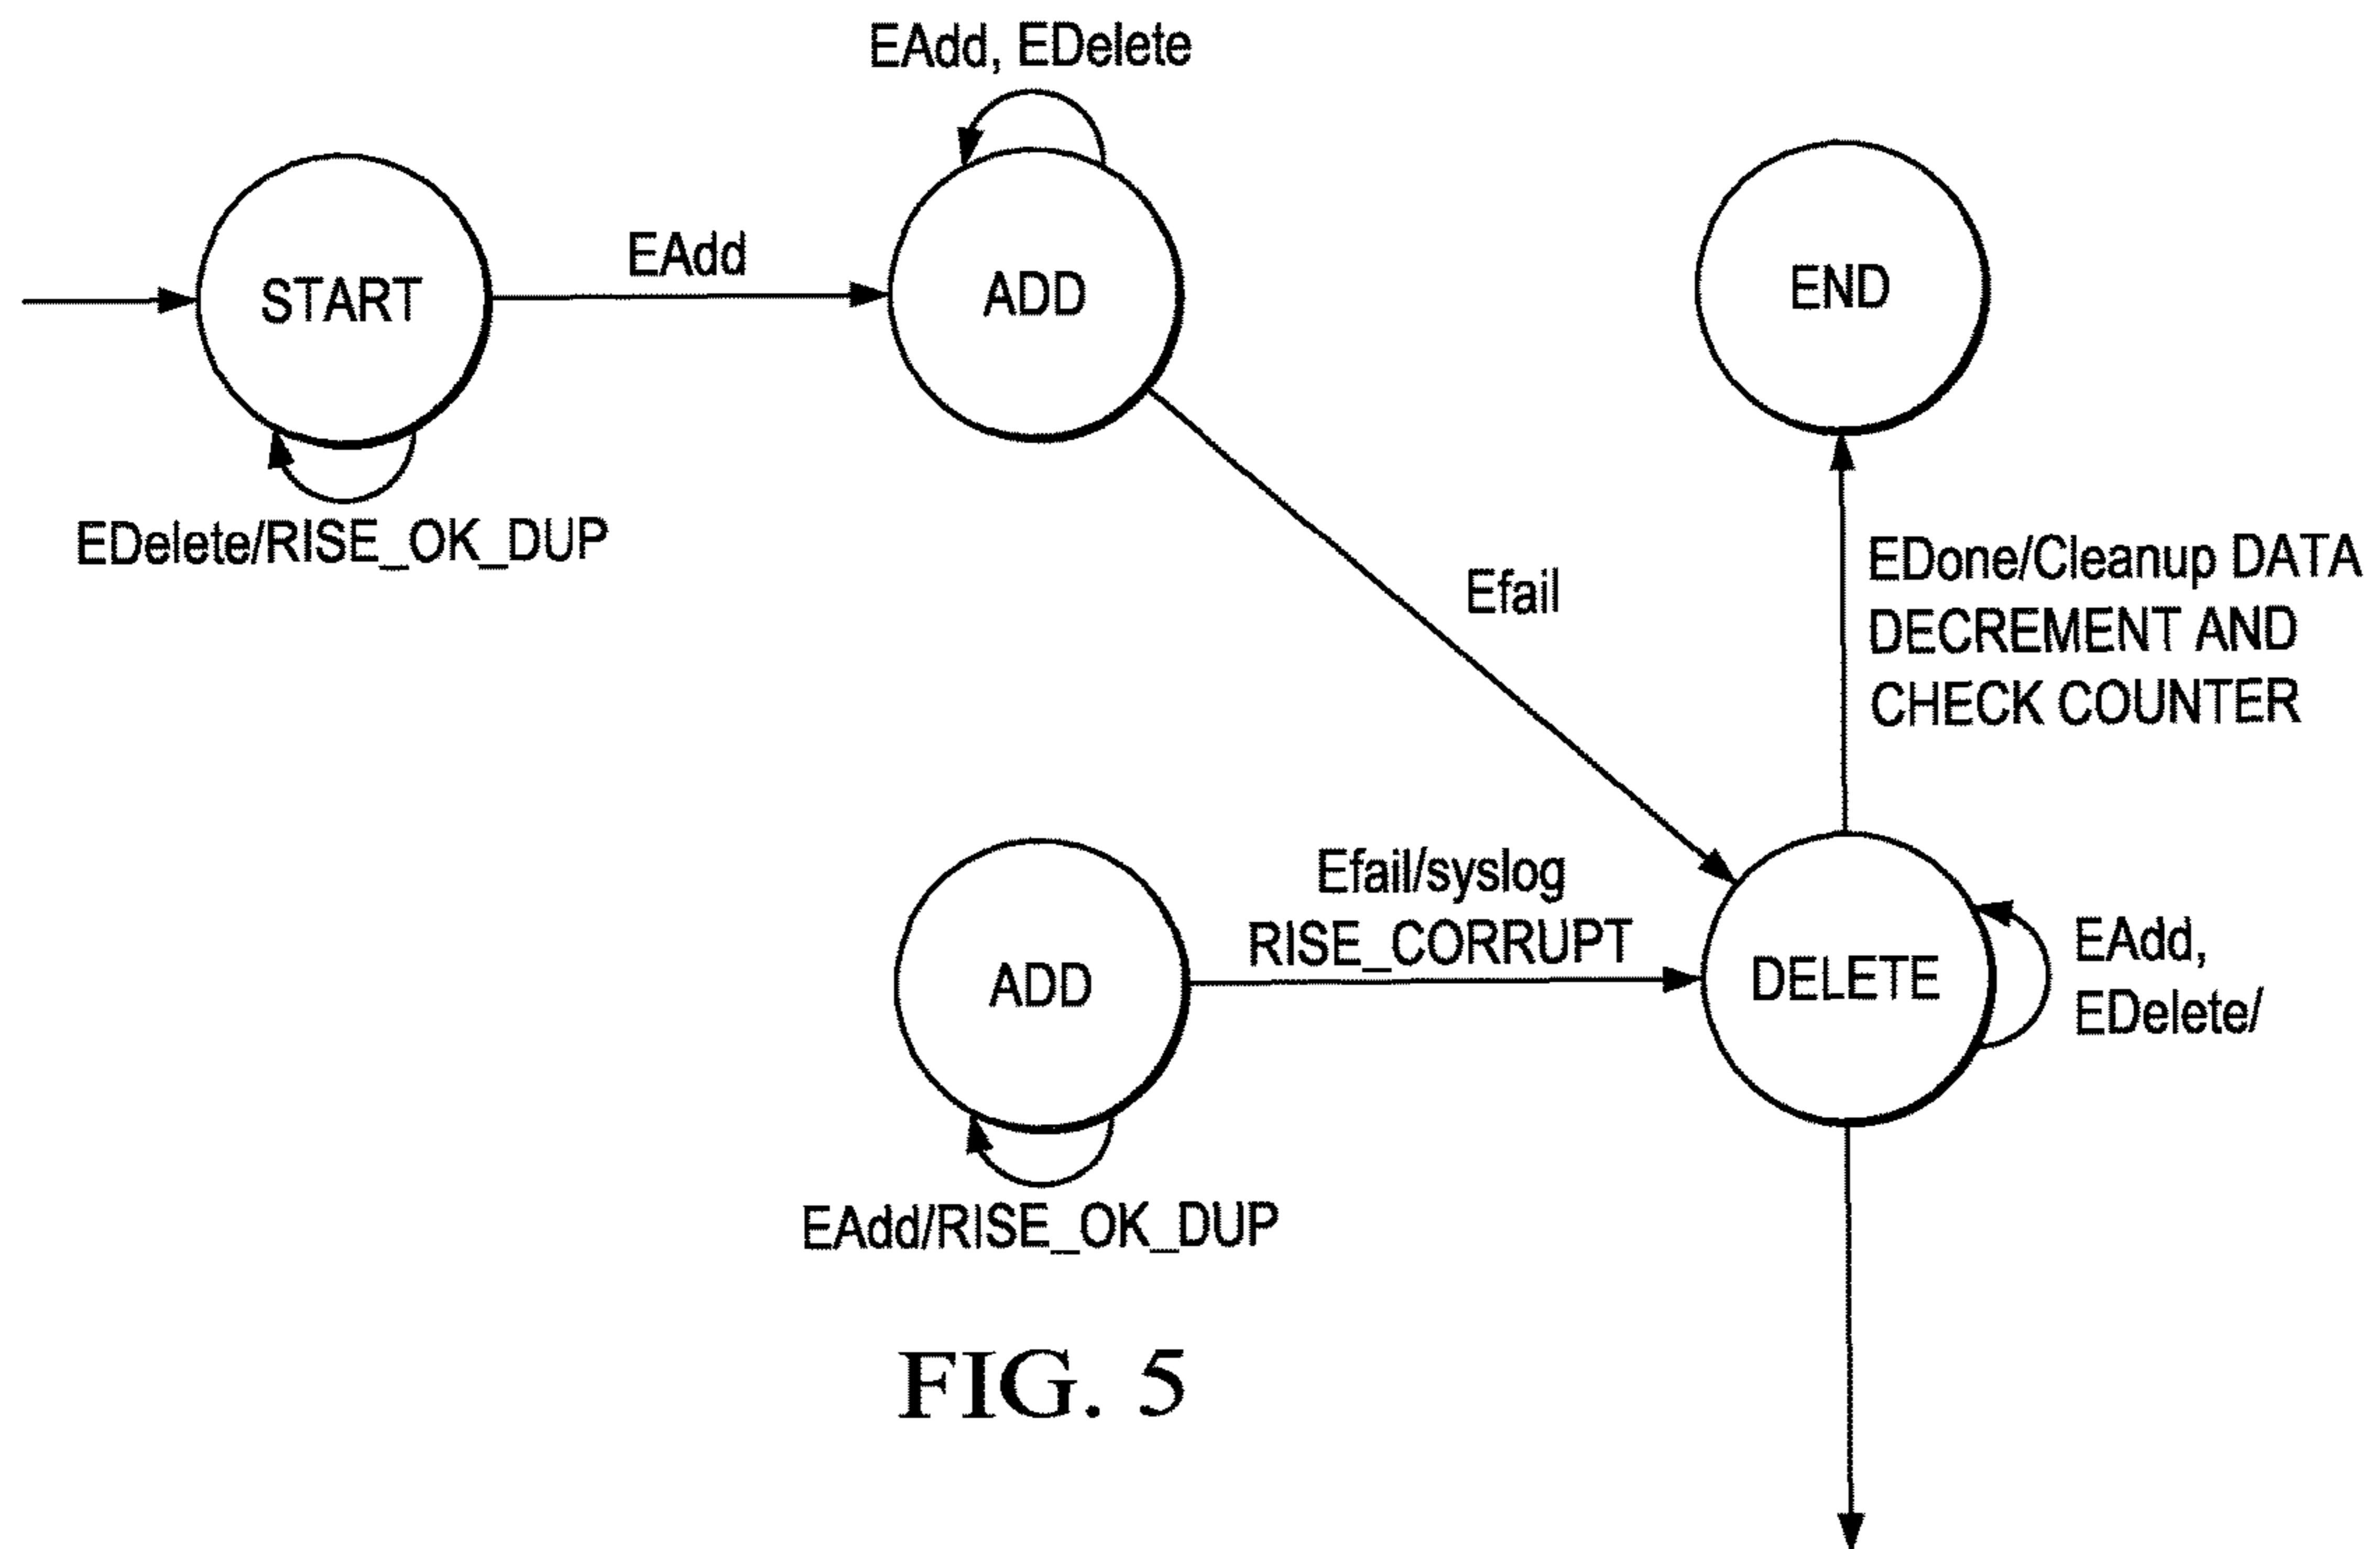 EAdd, EDelete
START
EAdd
ADD
END
EDelete/RISE_OK_DUP
Efail
EDone/Cleanup DATA
DECREMENT AND
CHECK COUNTER
ADD
Efail/syslog
RISE_CORRUPT
DELETE
EAdd,
EDelete/
EAdd/RISE_OK_DUP
FIG. 5